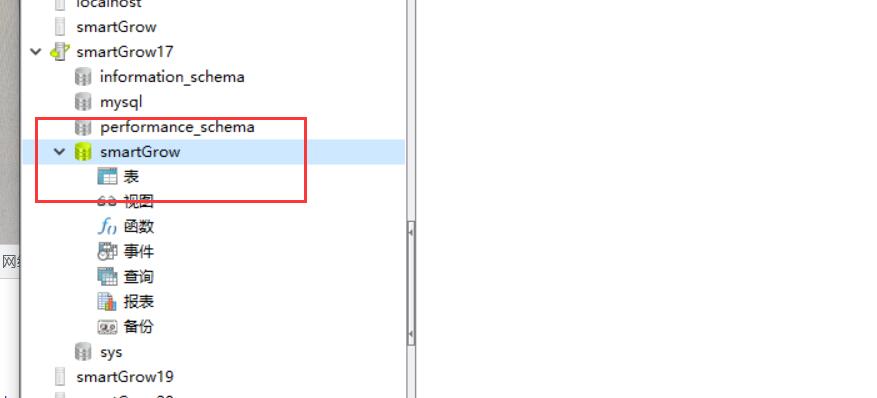 localhost
smartGrow
smartGrow17
information_schema
mysql
performance_schema
smartGrow
表
视图
函数
事件
查询
报表
备份
sys
smartGrow19